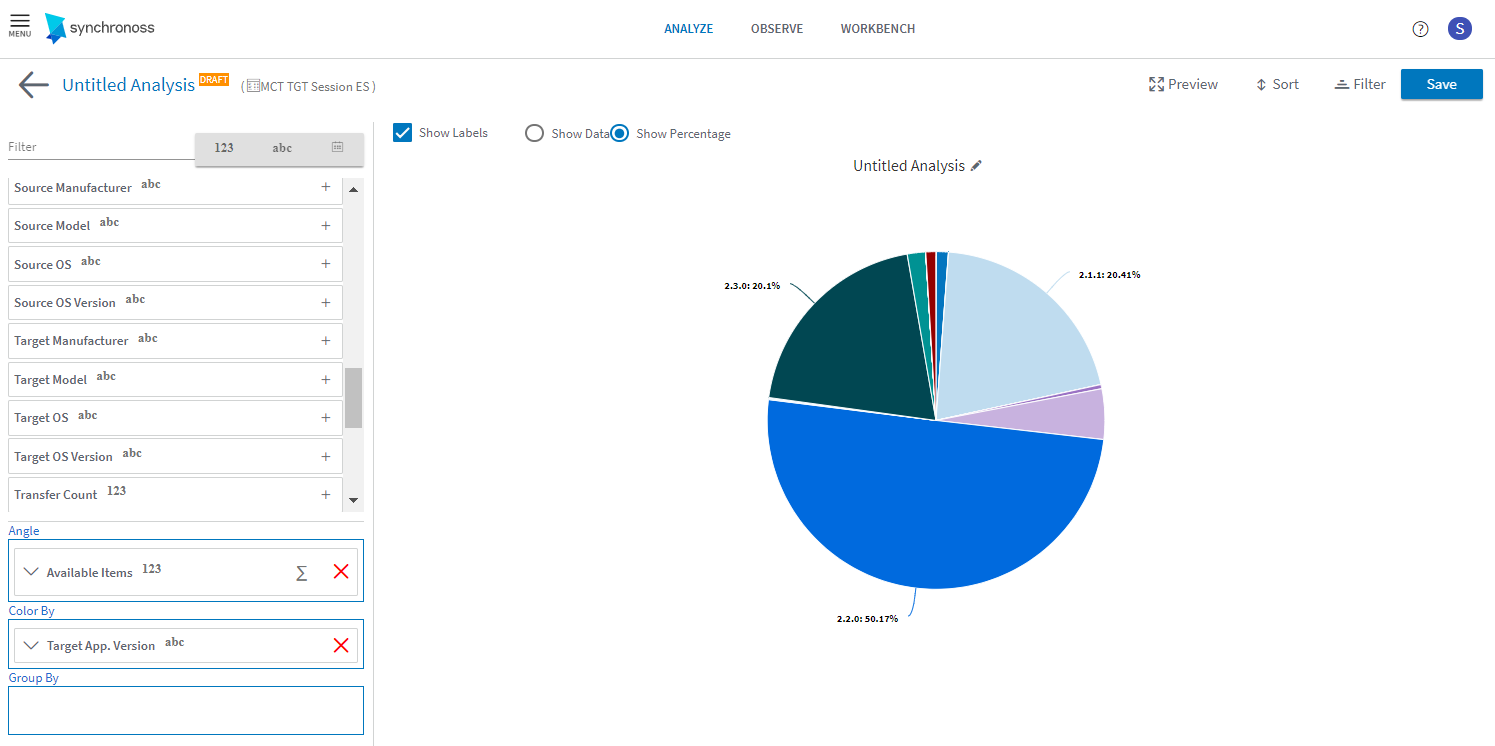 MENU
synchronoss
ANALYZE OBSERVE WORKBENCH
? S
Untitled Analysis DRAFT ( MCT TGT Session ES )
Preview Sort Filter Save
Filter 123 abc
Show Labels Show Data Show Percentage
Untitled Analysis
Source Manufacturer abc +
Source Model abc +
Source OS abc +
Source OS Version abc +
Target Manufacturer abc +
Target Model abc +
Target OS abc +
Target OS Version abc +
Transfer Count 123 +
Angle
Available Items 123 Σ
Color By
Target App. Version abc
Group By
2.1.1: 20.41%
2.3.0: 20.1%
2.2.0: 50.17%